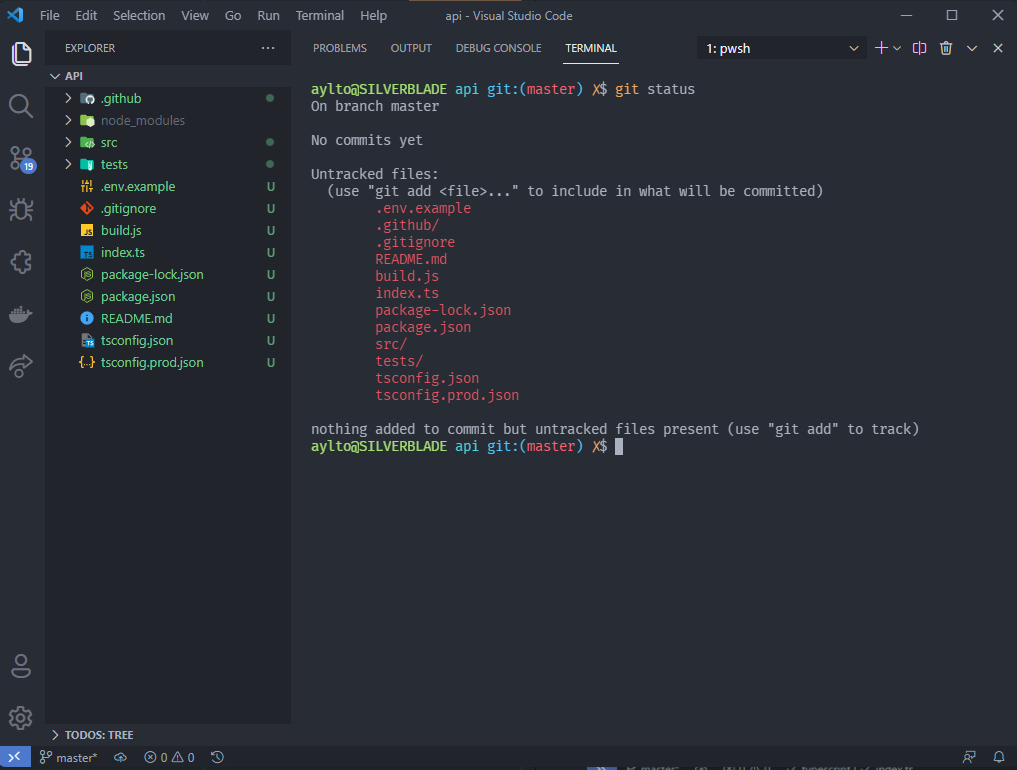 File Edit Selection View Go Run Terminal Help api - Visual Studio Code
EXPLORER
API
.github
node_modules
src
tests
.env.example U
.gitignore U
build.js U
index.ts U
package-lock.json U
package.json U
README.md U
tsconfig.json U
tsconfig.prod.json U
TODOS: TREE
19
PROBLEMS OUTPUT DEBUG CONSOLE TERMINAL 1: pwsh
aylto@SILVERBLADE api git:(master) X$ git status
On branch master
No commits yet
Untracked files:
(use "git add <file>..." to include in what will be committed)
.env.example
.github/
.gitignore
README.md
build.js
index.ts
package-lock.json
package.json
src/
tests/
tsconfig.json
tsconfig.prod.json
nothing added to commit but untracked files present (use "git add" to track)
aylto@SILVERBLADE api git:(master) X$
master* 0 0